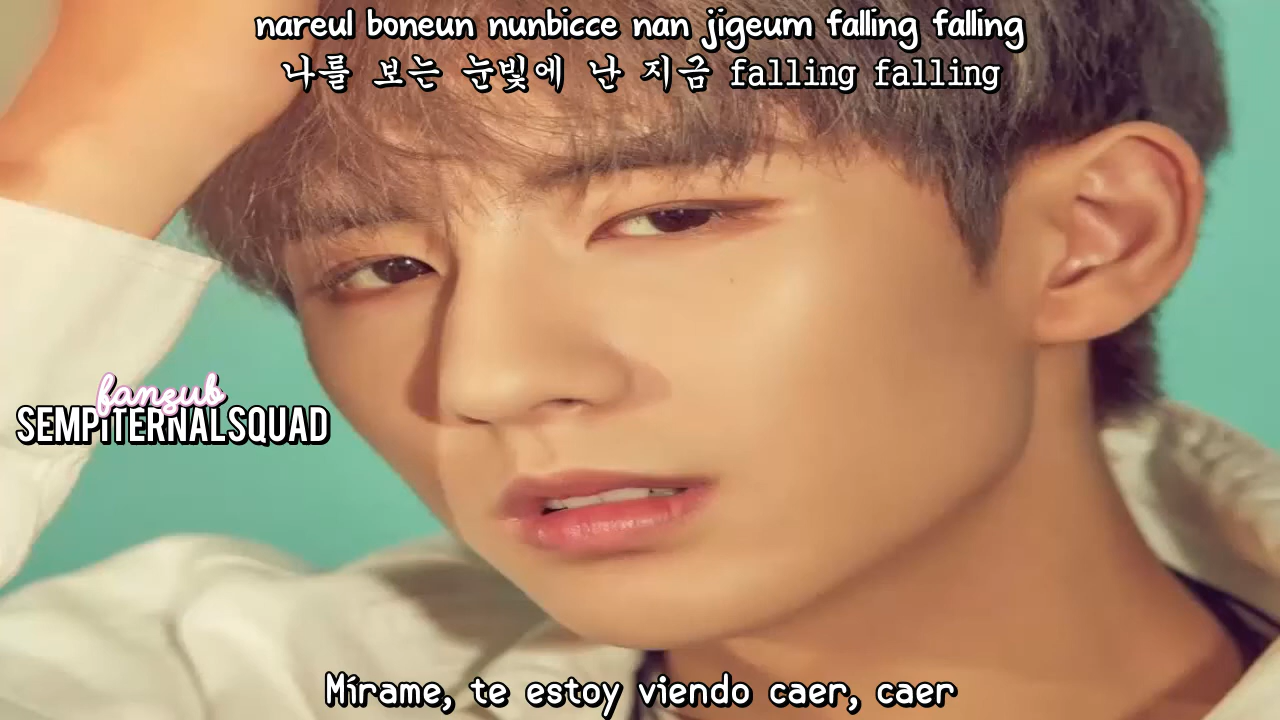 nareul boneun nunbicce nan jigeum falling falling
나를 보는 눈빛에 난 지금 falling falling
fansub
SEMPITERNALSQUAD
Mírame, te estoy viendo caer, caer